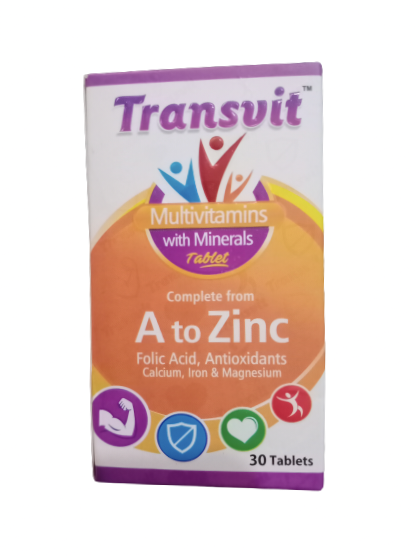 Transvit™
Multivitamins
with Minerals
Tablet
Complete from
A to Zinc
Folic Acid, Antioxidants
Calcium, Iron & Magnesium
30 Tablets